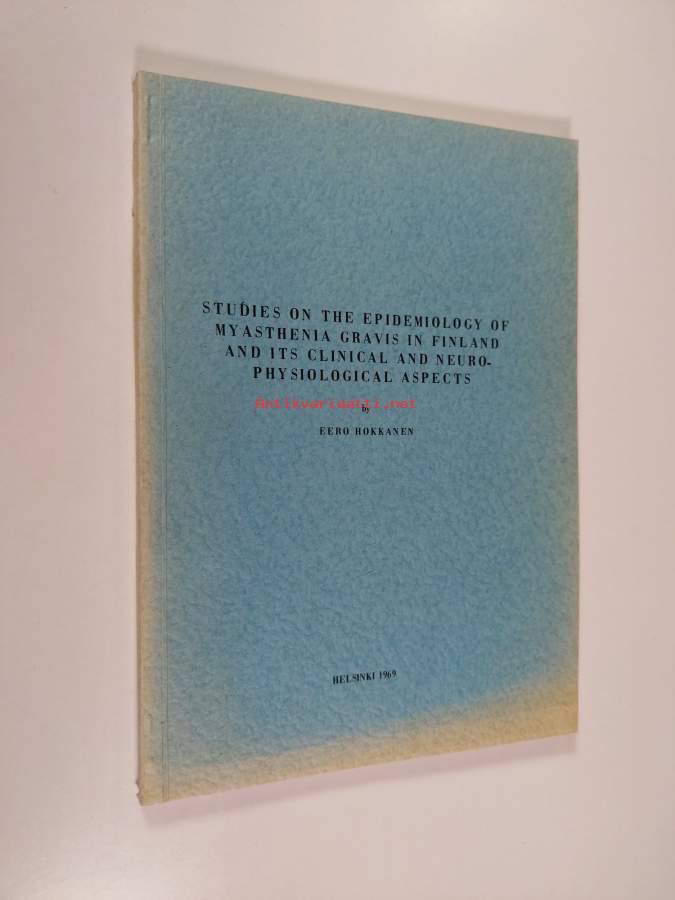 STUDIES ON THE EPIDEMIOLOGY OF
MYASTHENIA GRAVIS IN FINLAND
AND ITS CLINICAL AND NEURO-
PHYSIOLOGICAL ASPECTS
Antikvariaatti.net
by
EERO HOKKANEN
HELSINKI 1969